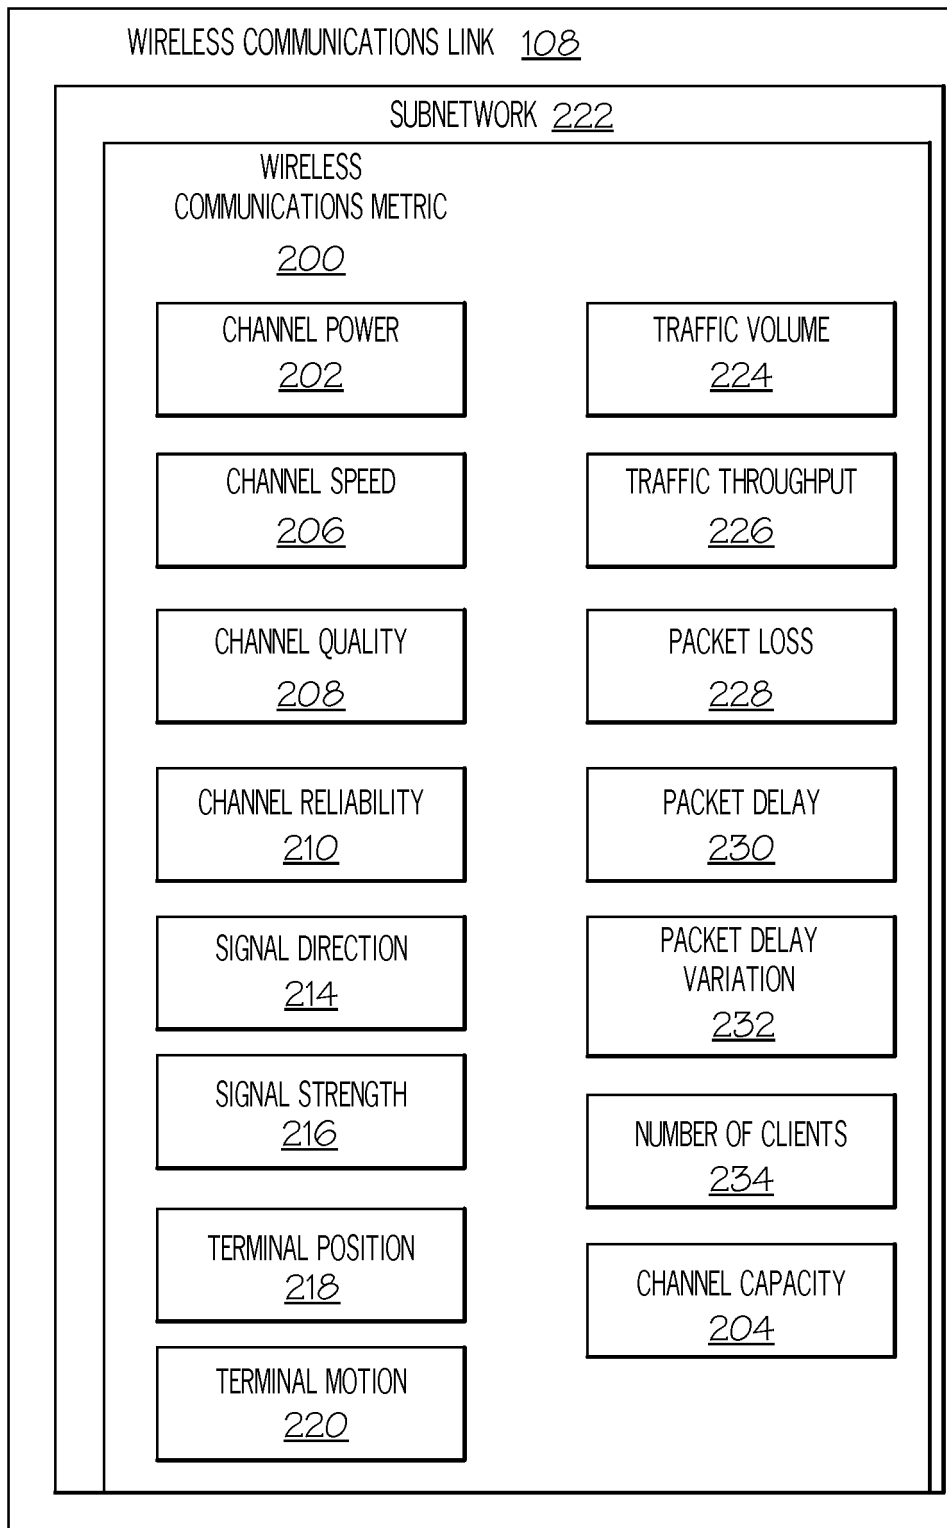 WIRELESS COMMUNICATIONS LINK 108
SUBNETWORK 222
WIRELESS
COMMUNICATIONS METRIC
200
CHANNEL POWER
202
CHANNEL SPEED
206
CHANNEL QUALITY
208
CHANNEL RELIABILITY
210
SIGNAL DIRECTION
214
SIGNAL STRENGTH
216
TERMINAL POSITION
218
TERMINAL MOTION
220
TRAFFIC VOLUME
224
TRAFFIC THROUGHPUT
226
PACKET LOSS
228
PACKET DELAY
230
PACKET DELAY
VARIATION
232
NUMBER OF CLIENTS
234
CHANNEL CAPACITY
204